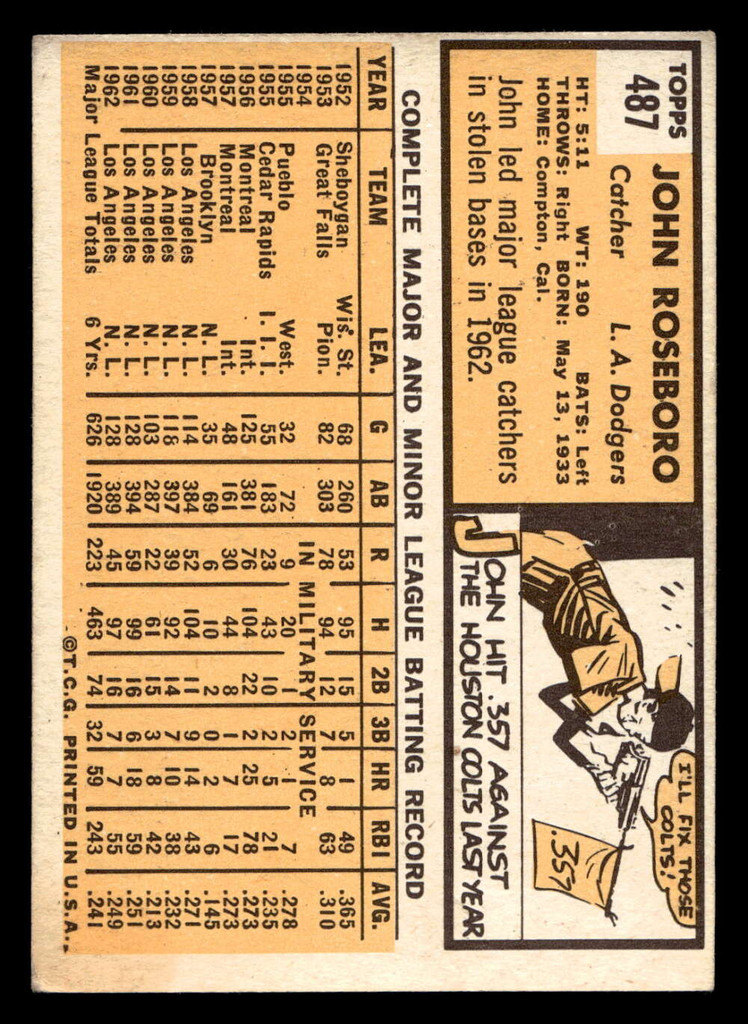 TOPPS
487
JOHN ROSEBORO
Catcher L. A. Dodgers
HT: 5:11 WT: 190 BATS: Left
THROWS: Right BORN: May 13, 1933
HOME: Compton, Cal.
John led major league catchers
in stolen bases in 1962.
I'LL FIX THOSE
COLTS!
.357
JOHN HIT .357 AGAINST
THE HOUSTON COLTS LAST YEAR
COMPLETE MAJOR AND MINOR LEAGUE BATTING RECORD
YEAR TEAM LEA. G AB R H 2B 3B HR RBI AVG.
1952 Sheboygan Wis. St. 68 260 53 95 15 5 1 49 .365
1953 Great Falls Pion. 82 303 78 94 12 7 8 63 .310
1954 IN MILITARY SERVICE
1955 Pueblo West. 32 72 9 20 1 2 1 7 .278
1955 Cedar Rapids I. I. I. 55 183 23 43 10 1 5 21 .235
1956 Montreal Int. 125 381 76 104 22 2 25 78 .273
1957 Montreal Int. 48 161 30 44 8 1 7 17 .273
1957 Brooklyn N. L. 35 69 6 10 2 0 2 6 .145
1958 Los Angeles N. L. 114 384 52 104 11 9 14 43 .271
1959 Los Angeles N. L. 118 397 39 92 14 7 10 38 .232
1960 Los Angeles N. L. 103 287 22 61 15 3 8 42 .213
1961 Los Angeles N. L. 128 394 59 99 16 6 18 59 .251
1962 Los Angeles N. L. 128 389 45 97 16 7 7 55 .249
Major League Totals 6 Yrs. 626 1920 223 463 74 32 59 243 .241
©T.C.G. PRINTED IN U.S.A.